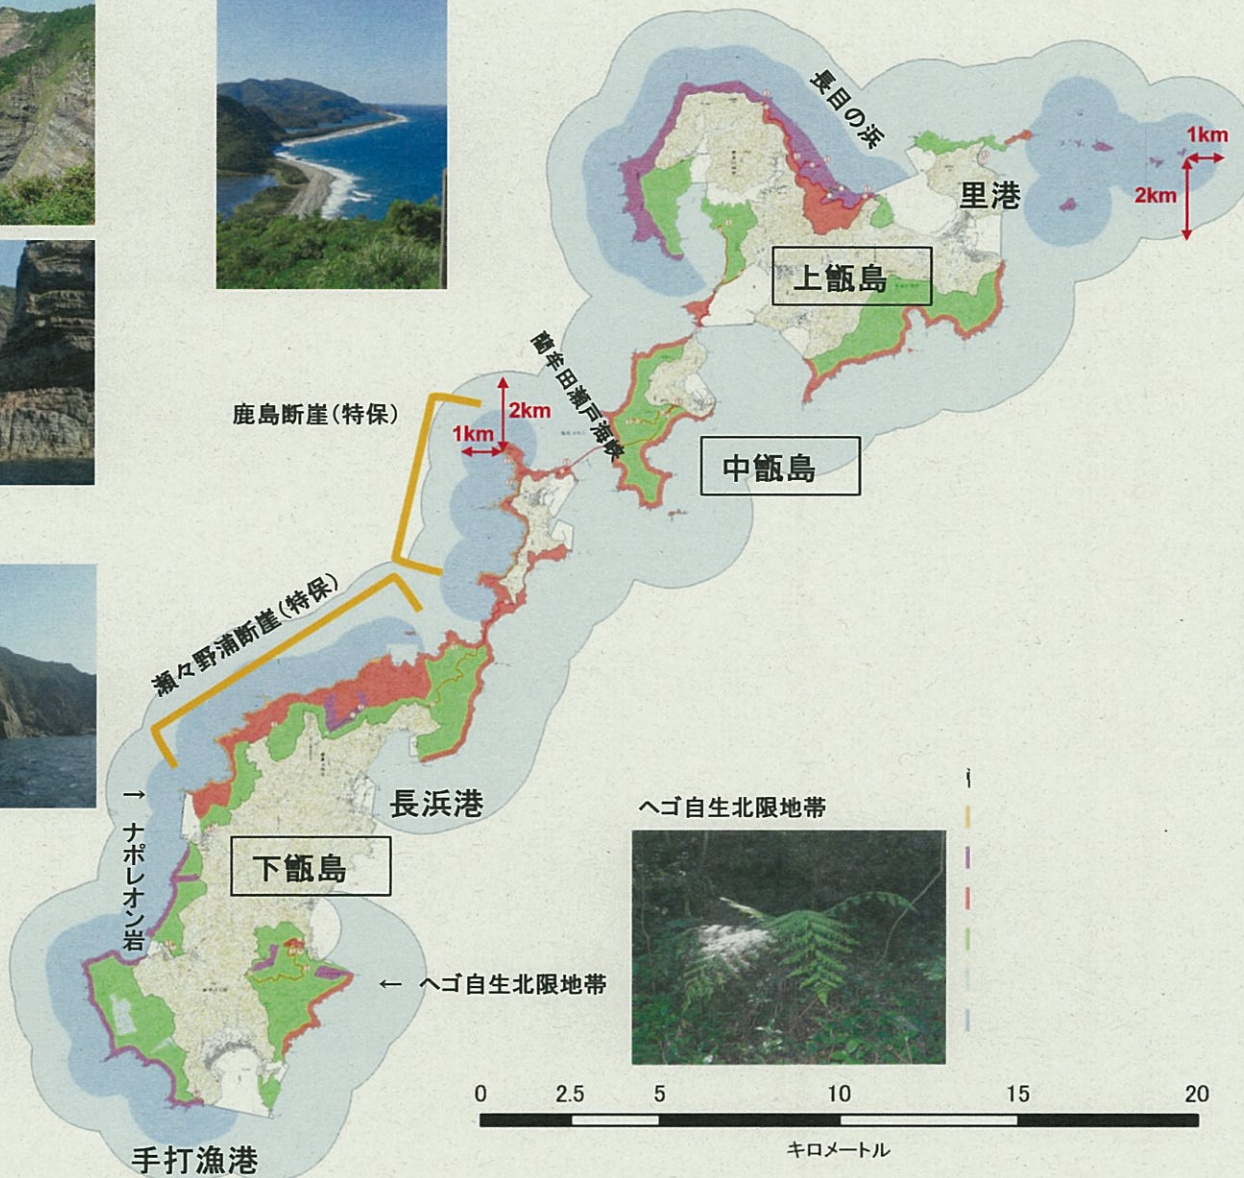 長目の浜
1km
2km
里港
上甑島
藺牟田瀬戸海峡
中甑島
鹿島断崖（特保）
2km
1km
瀬々野浦断崖（特保）
長浜港
下甑島
→ ナポレオン岩
← ヘゴ自生北限地帯
手打漁港
ヘゴ自生北限地帯
0 2.5 5 10 15 20
キロメートル